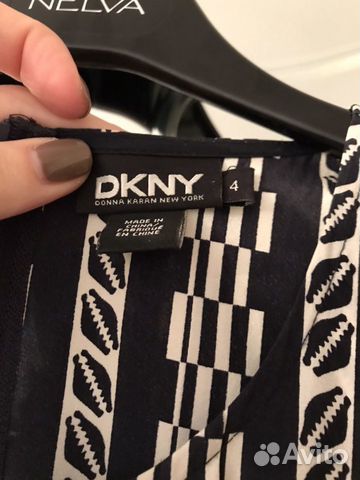 NELVA
DKNY
DONNA KARAN NEW YORK
4
MADE IN
CHINA
FABRIQUÉ
EN CHINE
Avito